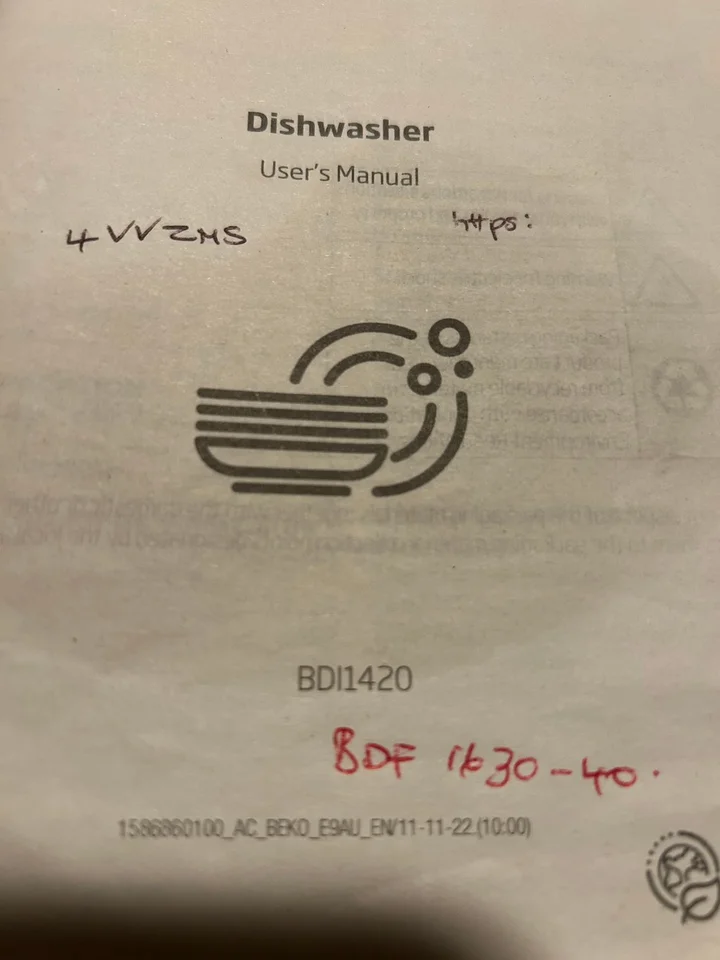 Dishwasher
User's Manual
4VVZMS https:
BDI1420
BDF 1630-40.
1586860100_AC_BEKO_E9AU_EN/11-11-22.(10:00)